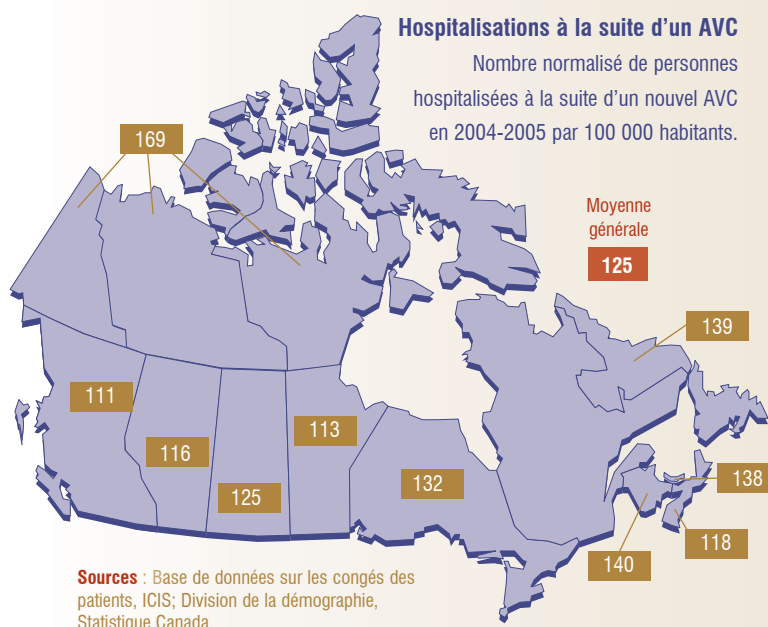 Hospitalisations à la suite d'un AVC
Nombre normalisé de personnes
hospitalisées à la suite d'un nouvel AVC
en 2004-2005 par 100 000 habitants.
169
Moyenne
générale
125
139
111
113
116
132
125
138
118
140
Sources : Base de données sur les congés des
patients, ICIS; Division de la démographie,
Statistique Canada